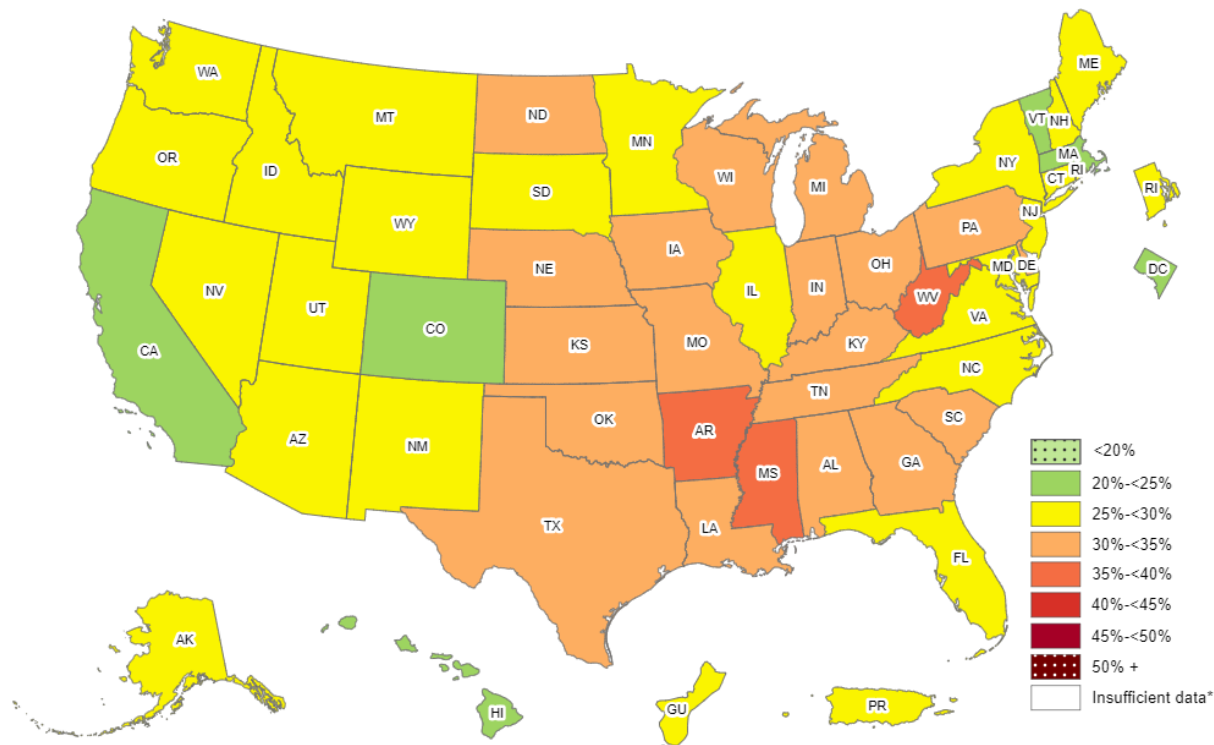 WA
MT
ND
MN
ME
VT
NH
OR
ID
SD
WI
MI
NY
MA
CT
RI
RI
WY
IA
PA
NJ
NE
OH
MD
DE
DC
NV
UT
CO
IL
IN
WV
VA
CA
KS
MO
KY
NC
TN
AZ
NM
OK
AR
SC
MS
AL
GA
TX
LA
FL
AK
HI
GU
PR
<20%
20%-<25%
25%-<30%
30%-<35%
35%-<40%
40%-<45%
45%-<50%
50% +
Insufficient data*